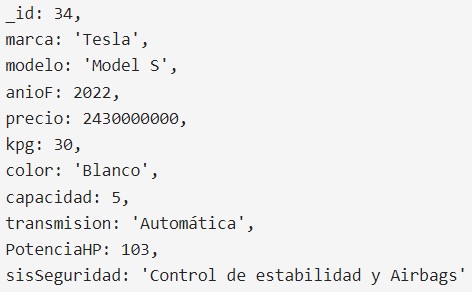 _id: 34,
marca: 'Tesla',
modelo: 'Model S',
anioF: 2022,
precio: 2430000000,
kpg: 30,
color: 'Blanco',
capacidad: 5,
transmision: 'Automática',
PotenciaHP: 103,
sisSeguridad: 'Control de estabilidad y Airbags'